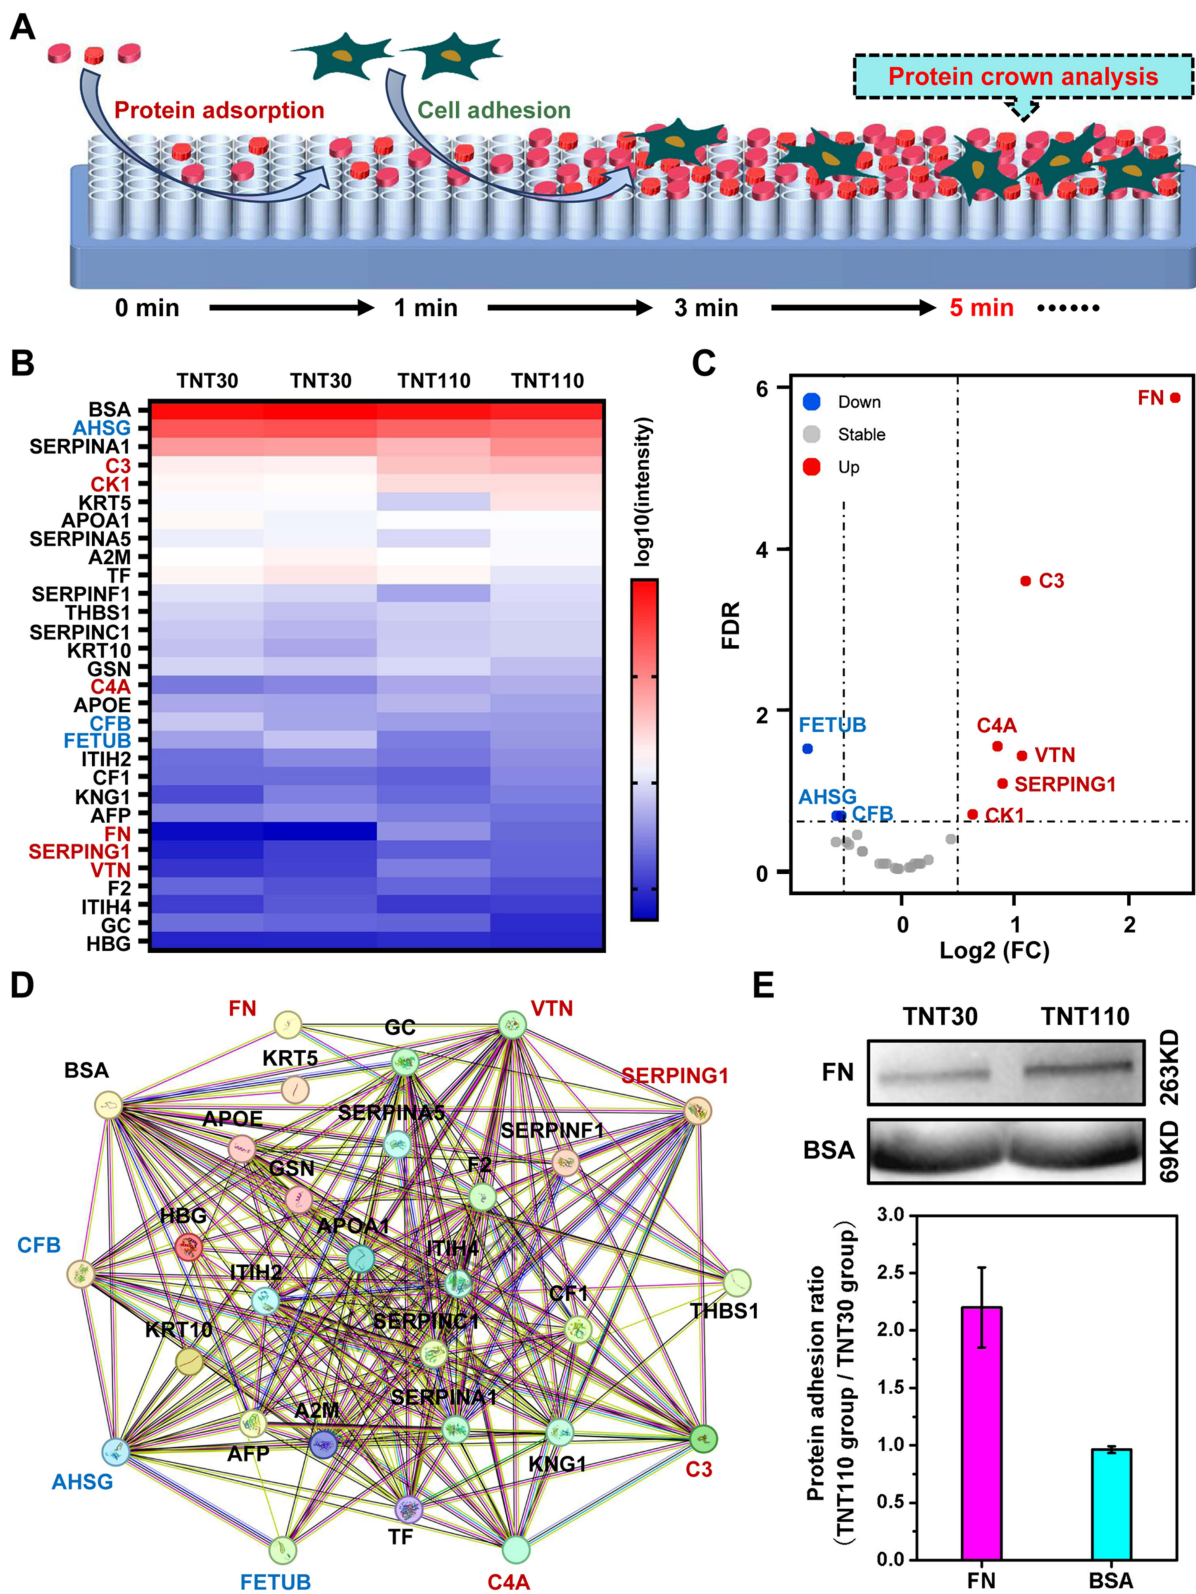 A
Protein adsorption
Cell adhesion
Protein crown analysis
0 min
1 min
3 min
5 min ······
B
TNT30 TNT30 TNT110 TNT110
BSA
AHSG
SERPINA1
C3
CK1
KRT5
APOA1
SERPINA5
A2M
TF
SERPINF1
THBS1
SERPINC1
KRT10
GSN
C4A
APOE
CFB
FETUB
ITIH2
CF1
KNG1
AFP
FN
SERPING1
VTN
F2
ITIH4
GC
HBG
log10(intensity)
C
6
4
2
0
FDR
Down
Stable
Up
FN
C3
C4A
VTN
SERPING1
CK1
FETUB
AHSG
CFB
0 1 2
Log2 (FC)
D
FN
VTN
GC
KRT5
BSA
SERPING1
APOE
SERPINA5
SERPINF1
GSN
F2
HBG
APOA1
CFB
ITIH4
ITIH2
CF1
THBS1
KRT10
SERPINC1
SERPINA1
A2M
AFP
KNG1
C3
AHSG
TF
FETUB
C4A
E
TNT30 TNT110
FN
263KD
BSA
69KD
Protein adhesion ratio
(TNT110 group / TNT30 group)
3.0
2.5
2.0
1.5
1.0
0.5
0.0
FN BSA